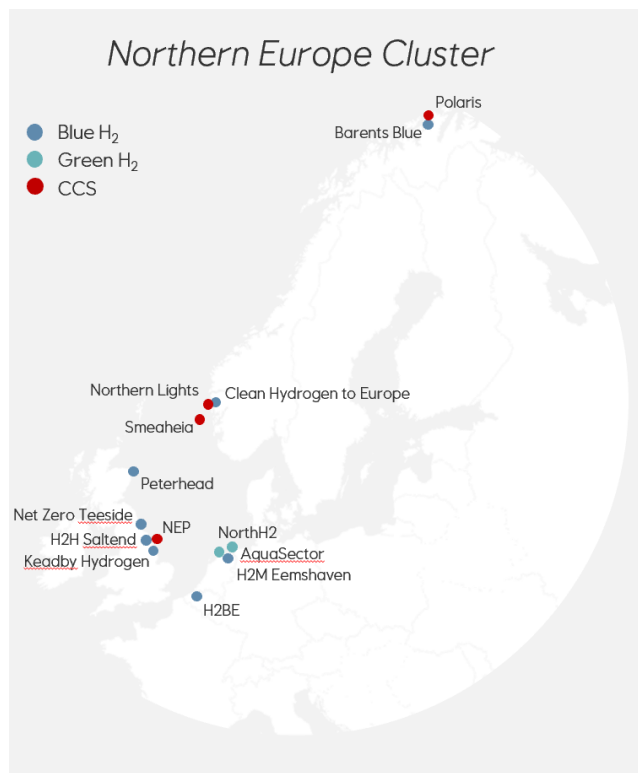 Northern Europe Cluster
Blue H₂
Green H₂
CCS
Polaris
Barents Blue
Northern Lights
Clean Hydrogen to Europe
Smeaheia
Peterhead
Net Zero Teeside
NEP
H2H Saltend
Keadby Hydrogen
NorthH2
AquaSector
H2M Eemshaven
H2BE